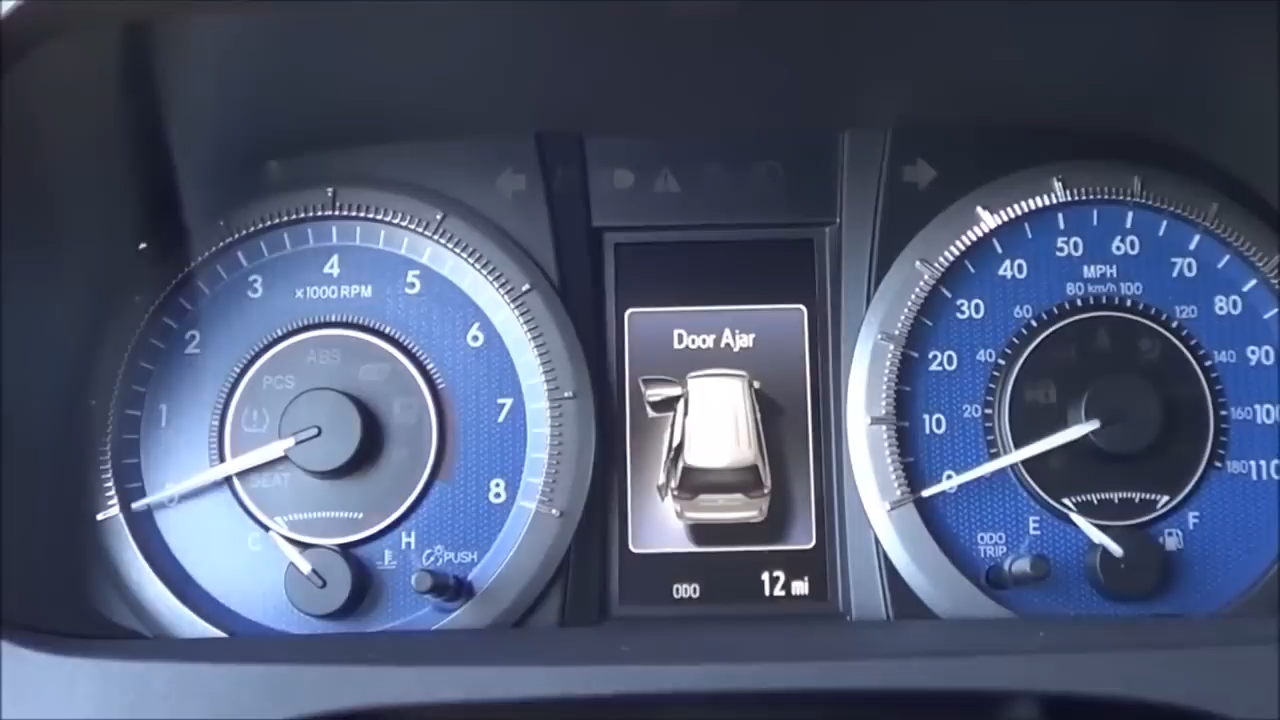 4
3
5
×1000 RPM
2
6
ABS
PCS
1
7
0
SEAT
8
C
H
PUSH
Door Ajar
ODO 12 mi
50 60
MPH
40
70
80 km/h 100
30
60
120
80
20
40
140
90
10
20
160
100
0
180
110
E
F
ODO
TRIP